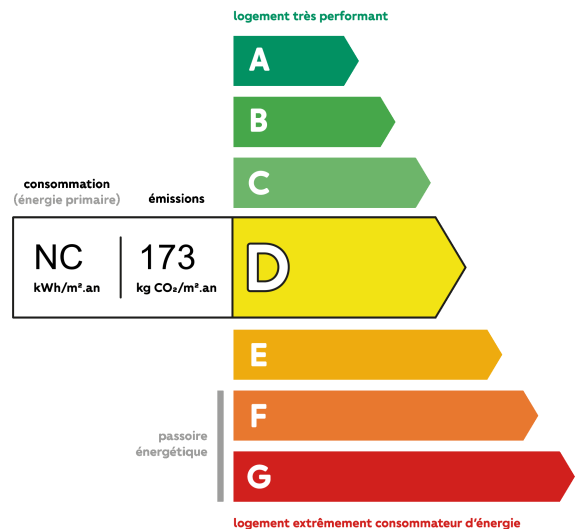 logement très performant
A
B
C
consommation
(énergie primaire)
émissions
NC
173
kWh/m².an
kg CO₂/m².an
D
E
F
passoire
énergétique
G
logement extrêmement consommateur d'énergie